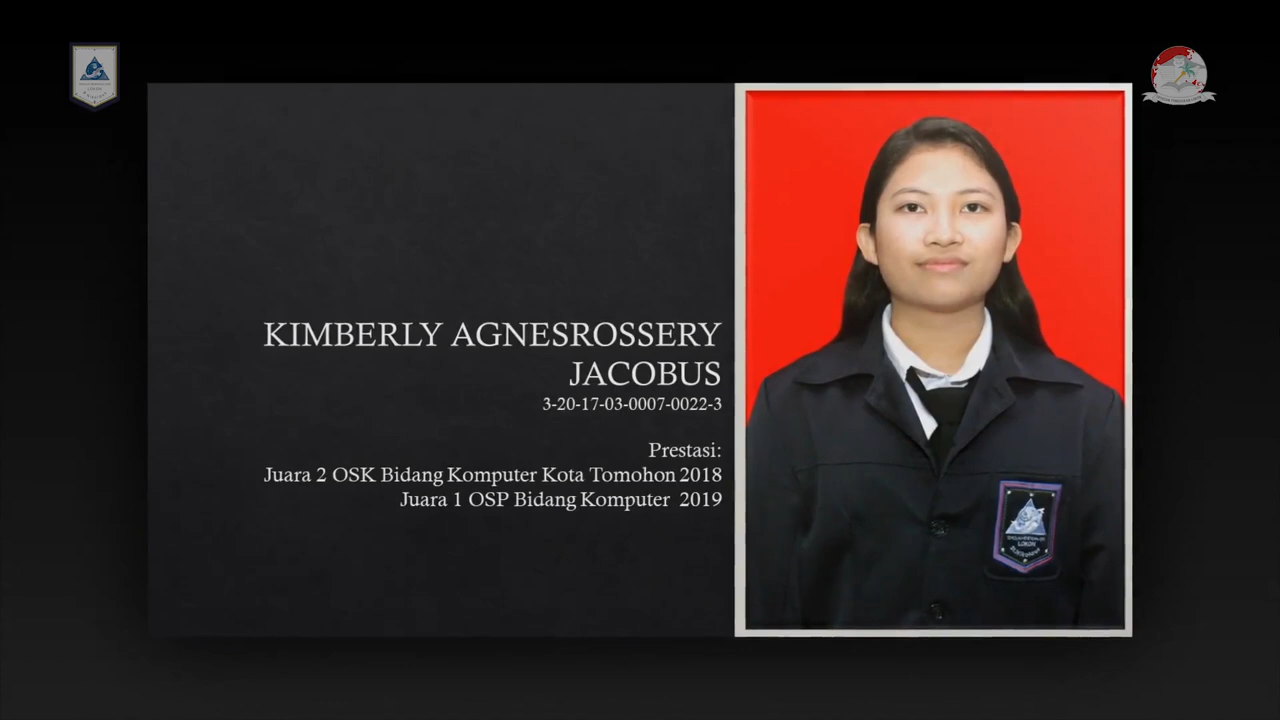 KIMBERLY AGNESROSSERY
JACOBUS
3-20-17-03-0007-0022-3
Prestasi:
Juara 2 OSK Bidang Komputer Kota Tomohon 2018
Juara 1 OSP Bidang Komputer 2019
LOKON